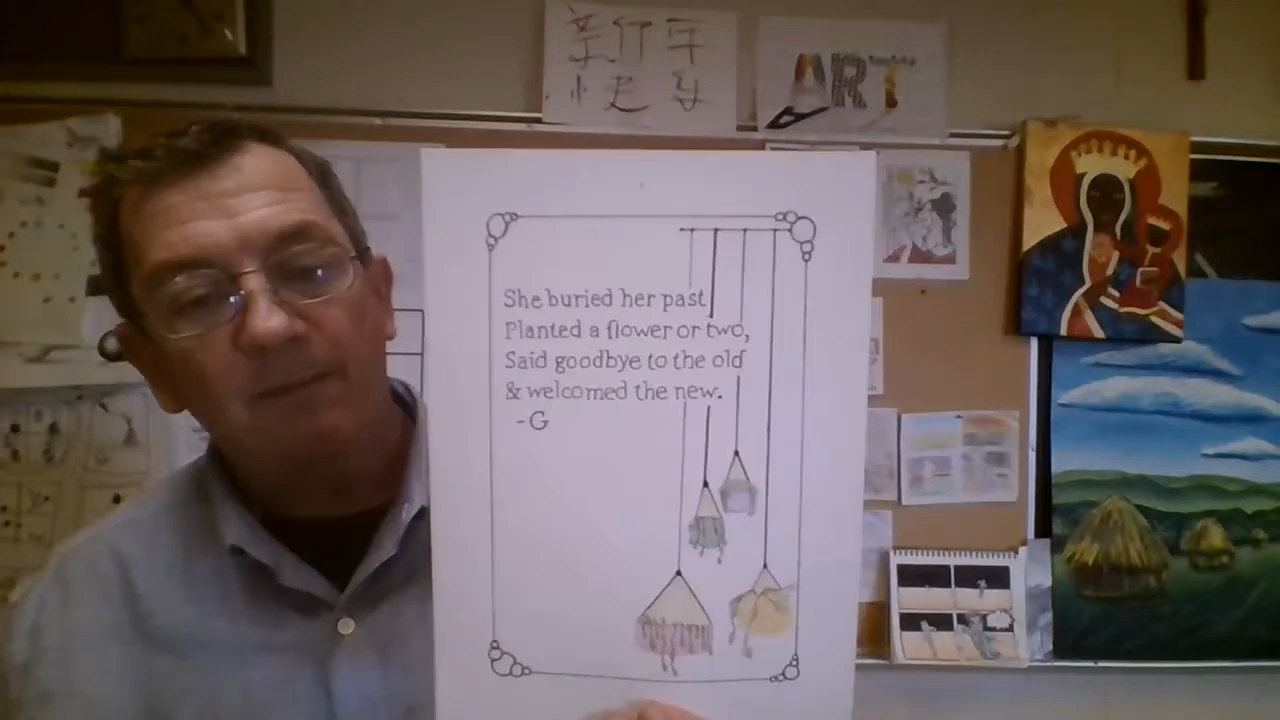 ART
She buried her past
Planted a flower or two,
Said goodbye to the old
& welcomed the new.
-G